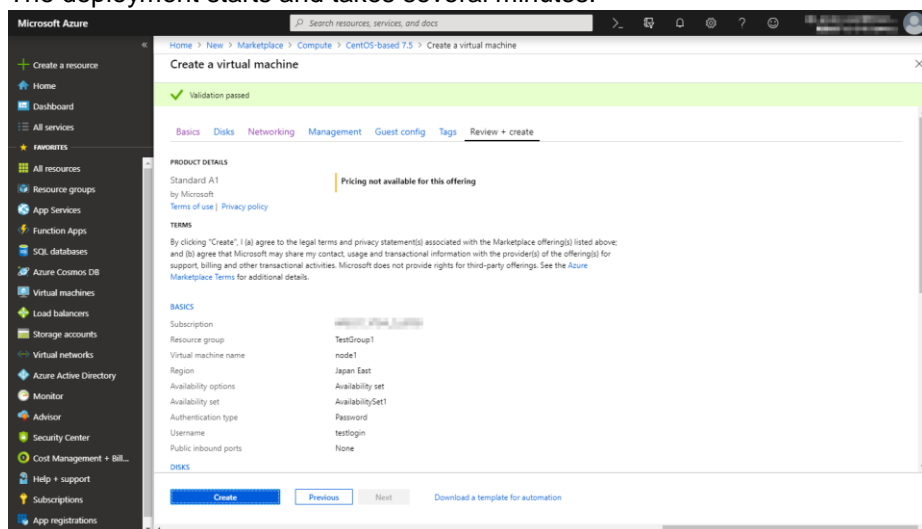 The deployment starts and takes several minutes.
Microsoft Azure
Search resources, services, and docs
Home > New > Marketplace > Compute > CentOS-based 7.5 > Create a virtual machine
Create a virtual machine
Validation passed
Basics Disks Networking Management Guest config Tags Review + create
PRODUCT DETAILS
Standard A1
by Microsoft
Terms of use | Privacy policy
Pricing not available for this offering
TERMS
By clicking "Create", I (a) agree to the legal terms and privacy statement(s) associated with the Marketplace offering(s) listed above;
and (b) agree that Microsoft may share my contact, usage and transactional information with the provider(s) of the offering(s) for
support, billing and other transactional activities. Microsoft does not provide rights for third-party offerings. See the Azure
Marketplace Terms for additional details.
BASICS
Subscription
Resource group TestGroup1
Virtual machine name node1
Region Japan East
Availability options Availability set
Availability set AvailabilitySet1
Authentication type Password
Username testlogin
Public inbound ports None
DISKS
Create Previous Next Download a template for automation
Create a resource
Home
Dashboard
All services
FAVORITES
All resources
Resource groups
App Services
Function Apps
SQL databases
Azure Cosmos DB
Virtual machines
Load balancers
Storage accounts
Virtual networks
Azure Active Directory
Monitor
Advisor
Security Center
Cost Management + Bill...
Help + support
Subscriptions
App registrations